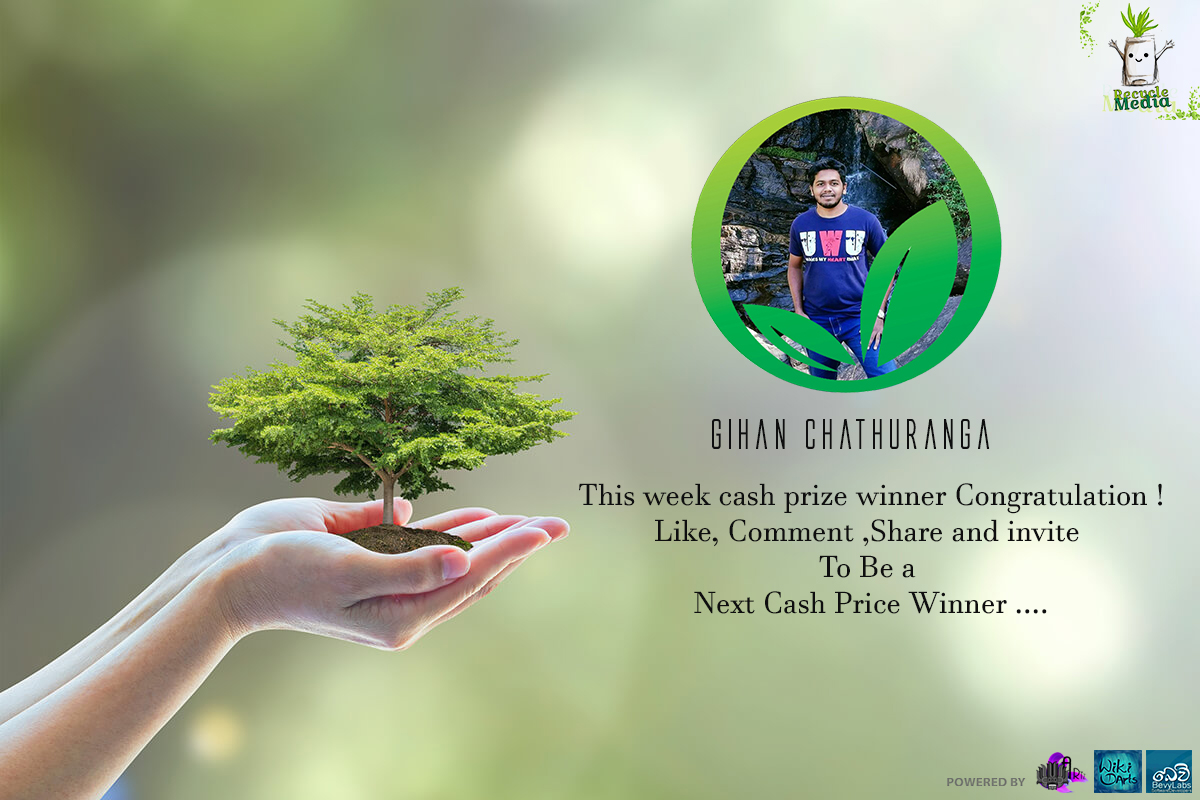 Recycle
Media
UWU
GIHAN CHATHURANGA
This week cash prize winner Congratulation !
Like, Comment ,Share and invite
To Be a
Next Cash Price Winner ....
POWERED BY
Wiki
Arts
බෙව්
BevyLabs